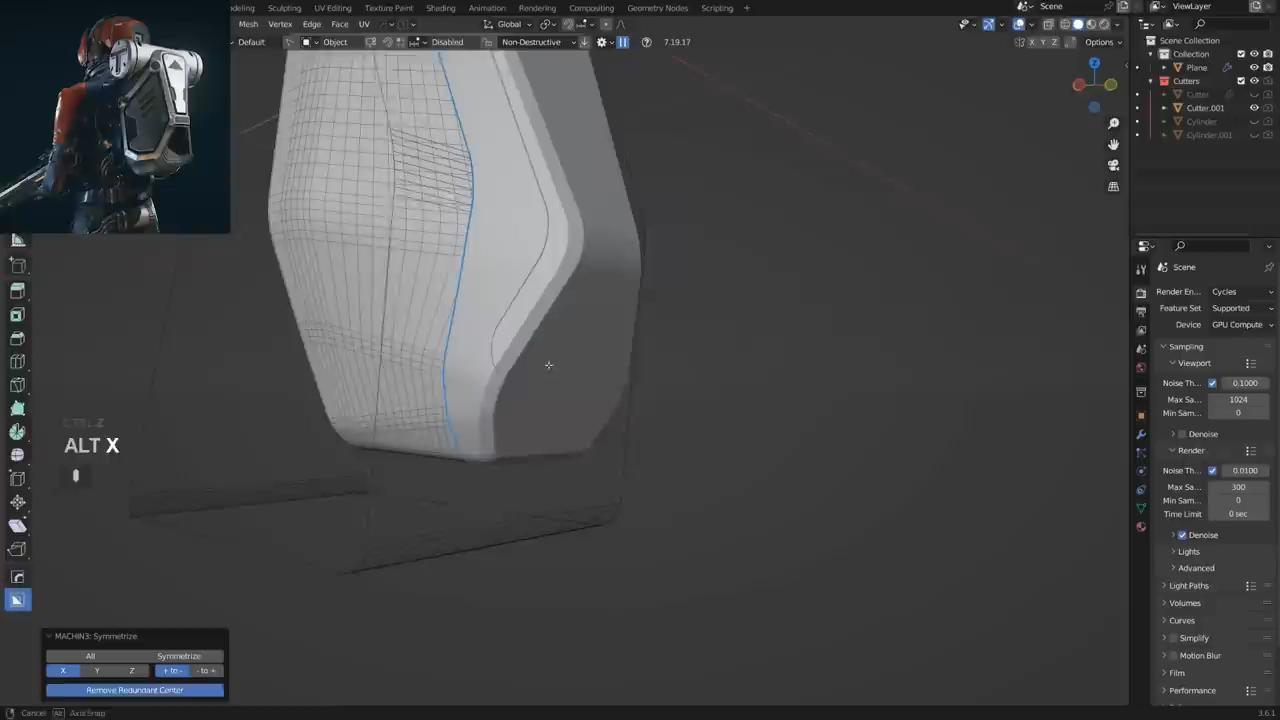 Sculpting UV Editing Texture Paint Shading Animation Rendering Compositing Geometry Nodes Scripting +
Scene ViewLayer
Mesh Vertex Edge Face UV Global
Default Object Disabled Non-Destructive 7.19.17 X Y Z Options
Scene Collection
Collection
Plane
Cutters
Cutter
Cutter.001
Cylinder
Cylinder.001
Z
Scene
Render En... Cycles
Feature Set Supported
Device GPU Compute
Sampling
Viewport
Noise Th... 0.1000
Max Sa... 1024
Min Sam... 0
Denoise
Render
Noise Th... 0.0100
Max Sa... 300
Min Sam... 0
Time Limit 0 sec
Denoise
Lights
Advanced
Light Paths
Volumes
Curves
Simplify
Motion Blur
Film
Performance
CTRL Z
ALT X
MACHIN3: Symmetrize
All Symmetrize
X Y Z + to - - to +
Remove Redundant Center
Cancel Alt Axis Snap
3.6.1